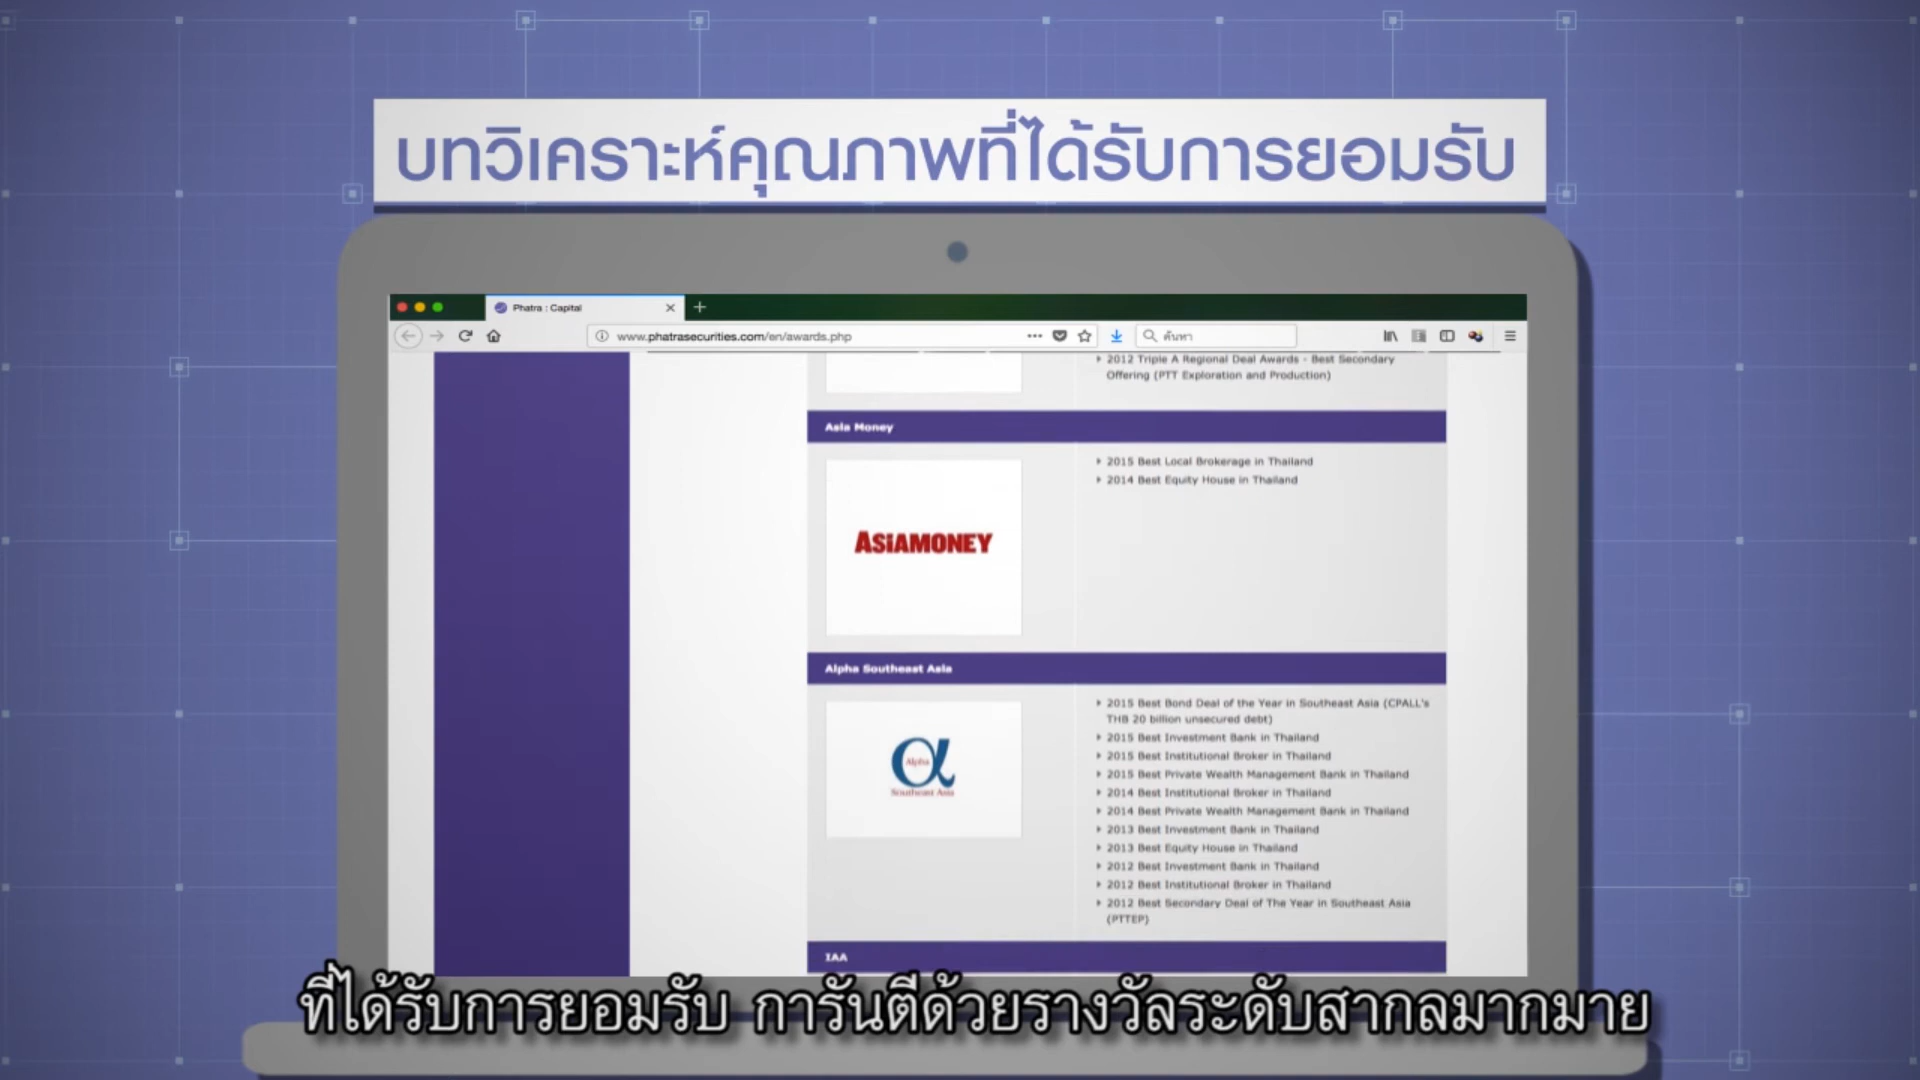 บทวิเคราะห์คุณภาพที่ได้รับการยอมรับ
Phatra : Capital
www.phatrasecurities.com/en/awards.php
ค้นหา
2012 Triple A Regional Deal Awards - Best Secondary
Offering (PTT Exploration and Production)
Asia Money
ASIAMONEY
2015 Best Local Brokerage in Thailand
2014 Best Equity House in Thailand
Alpha Southeast Asia
Alpha
Southeast Asia
2015 Best Bond Deal of the Year in Southeast Asia (CPALL's
THB 20 billion unsecured debt)
2015 Best Investment Bank in Thailand
2015 Best Institutional Broker in Thailand
2015 Best Private Wealth Management Bank in Thailand
2014 Best Institutional Broker in Thailand
2014 Best Private Wealth Management Bank in Thailand
2013 Best Investment Bank in Thailand
2013 Best Equity House in Thailand
2012 Best Investment Bank in Thailand
2012 Best Institutional Broker in Thailand
2012 Best Secondary Deal of The Year in Southeast Asia
(PTTEP)
IAA
ที่ได้รับการยอมรับ การันตีด้วยรางวัลระดับสากลมากมาย